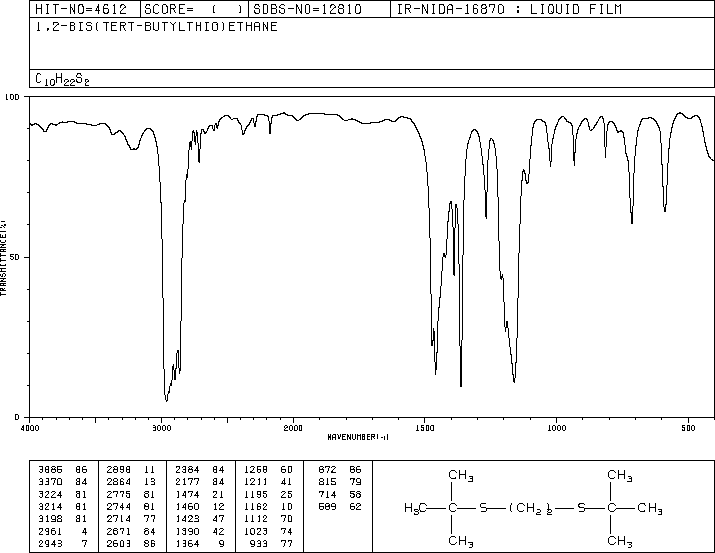 HIT-NO=4612 SCORE= ( ) SDBS-NO=12810 IR-NIDA-16870 : LIQUID FILM
1,2-BIS(TERT-BUTYLTHIO)ETHANE
C10H22S2
100
TRANSMITTANCE(%)
50
0
4000 3000 2000 1500 1000 500
WAVENUMBER(-1)
3885 86 2898 11 2384 84 1268 60 872 86
3370 84 2864 13 2177 84 1211 41 815 79
3224 81 2775 81 1474 21 1195 25 714 58
3214 81 2744 81 1460 12 1162 10 589 62
3198 81 2714 77 1423 47 1112 70
2961 4 2671 84 1390 42 1023 74
2943 7 2603 86 1364 9 933 77
CH3 CH3
H3C S (CH2)2 S CH3
CH3 CH3